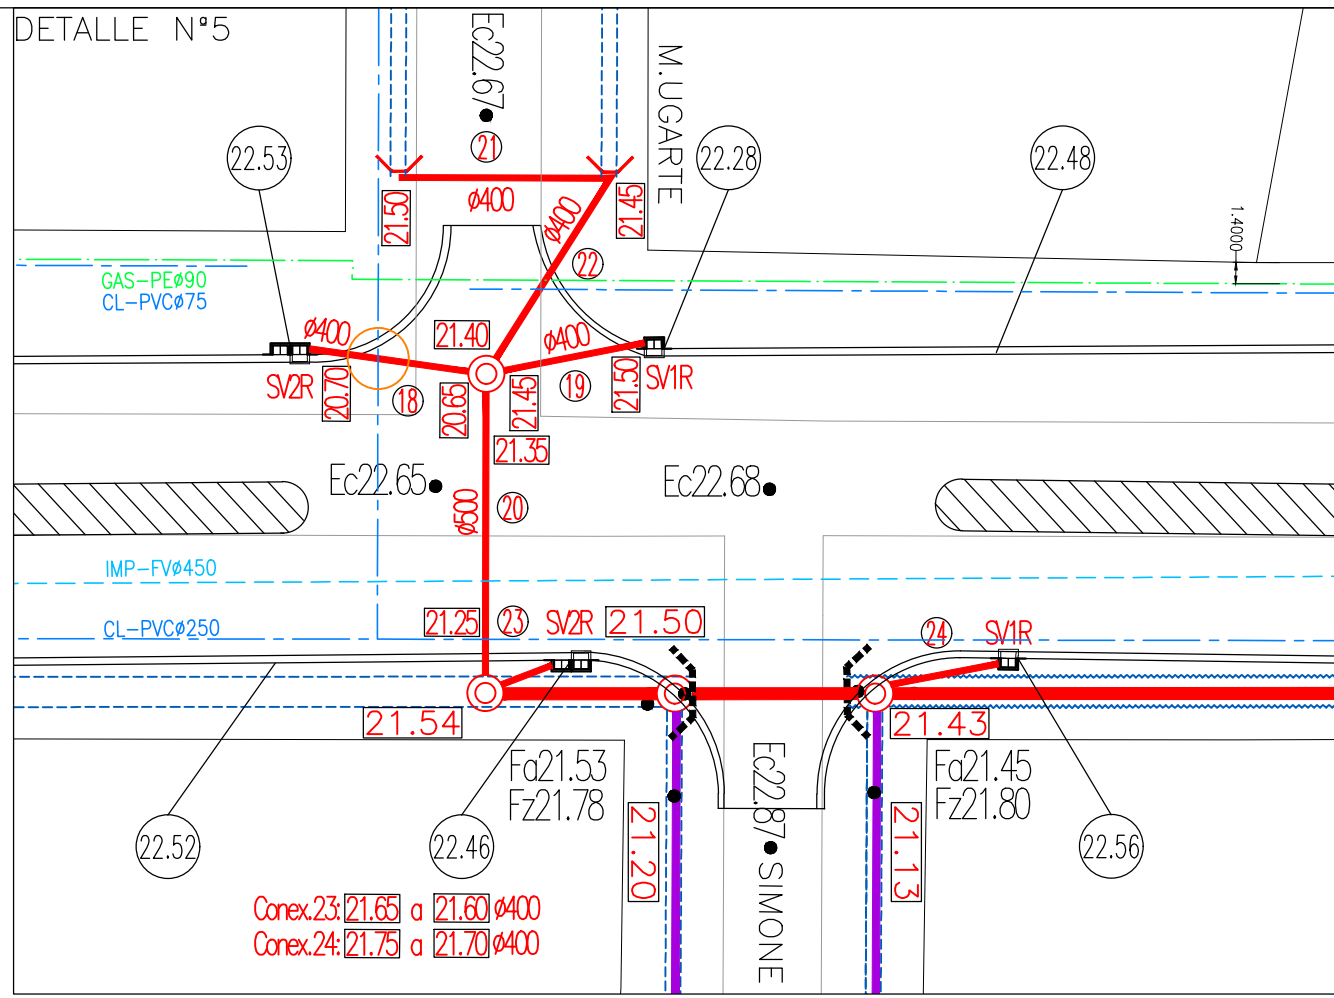 DETALLE N°5
Ec22.67
M.UGARTE
21
22.53
22.28
22.48
21.50
ø400
ø400
21.45
1.4000
22
GAS-PEø90
CL-PVCø75
ø400
21.40
ø400
SV2R
20.70
18
20.65
21.45
19
21.50
SV1R
21.35
Ec22.65
Ec22.68
ø500
20
IMP-FVø450
CL-PVCø250
21.25
23
SV2R
21.50
24
SV1R
21.54
21.43
Fa21.53
Fz21.78
Ec22.87
Fa21.45
Fz21.80
21.20
21.13
SIMONE
22.52
22.46
22.56
Conex.23: 21.65 a 21.60 ø400
Conex.24: 21.75 a 21.70 ø400